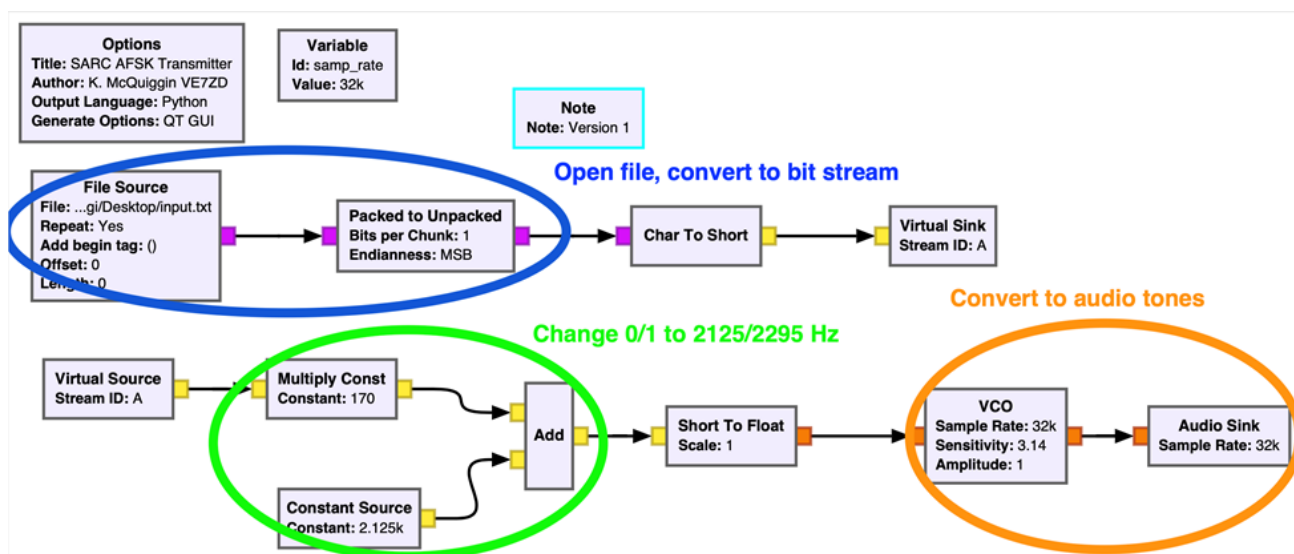 Options
Title: SARC AFSK Transmitter
Author: K. McQuiggin VE7ZD
Output Language: Python
Generate Options: QT GUI
Variable
Id: samp_rate
Value: 32k
Note
Note: Version 1
Open file, convert to bit stream
File Source
File: ...gi/Desktop/input.txt
Repeat: Yes
Add begin tag: ()
Offset: 0
Length: 0
Packed to Unpacked
Bits per Chunk: 1
Endianness: MSB
Char To Short
Virtual Sink
Stream ID: A
Change 0/1 to 2125/2295 Hz
Convert to audio tones
Virtual Source
Stream ID: A
Multiply Const
Constant: 170
Add
Constant Source
Constant: 2.125k
Short To Float
Scale: 1
VCO
Sample Rate: 32k
Sensitivity: 3.14
Amplitude: 1
Audio Sink
Sample Rate: 32k